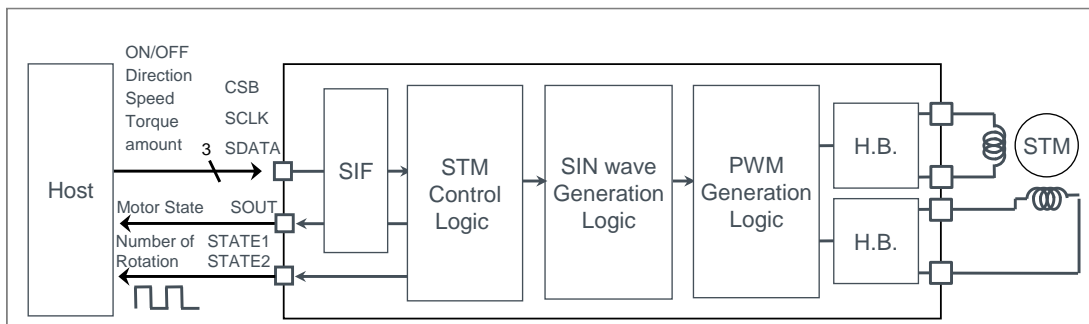 Host
ON/OFF
Direction
Speed
Torque
amount
CSB
SCLK
SDATA
3
Motor State
SOUT
Number of
Rotation
STATE1
STATE2
SIF
STM
Control
Logic
SIN wave
Generation
Logic
PWM
Generation
Logic
H.B.
H.B.
STM